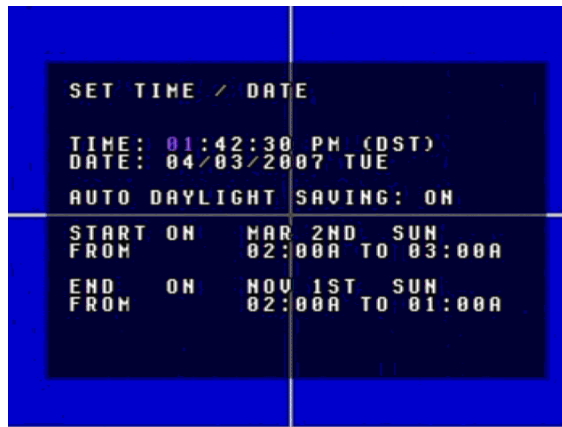 SET TIME / DATE
TIME: 01:42:30 PM (DST)
DATE: 04/03/2007 TUE
AUTO DAYLIGHT SAVING: ON
START ON MAR 2ND SUN
FROM 02:00A TO 03:00A
END ON NOV 1ST SUN
FROM 02:00A TO 01:00A